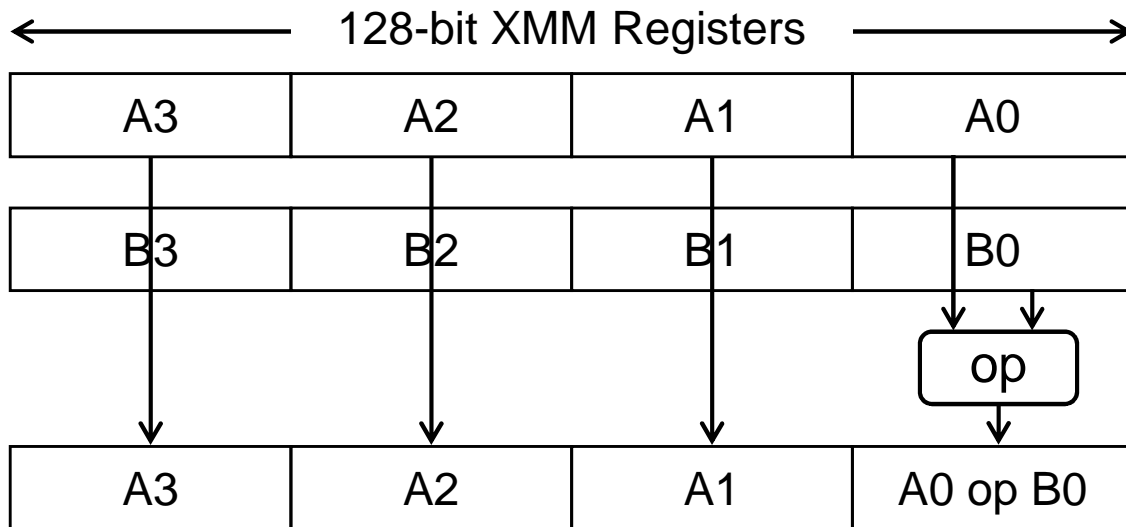 128-bit XMM Registers
A3 A2 A1 A0
B3 B2 B1 B0
op
A3 A2 A1 A0 op B0